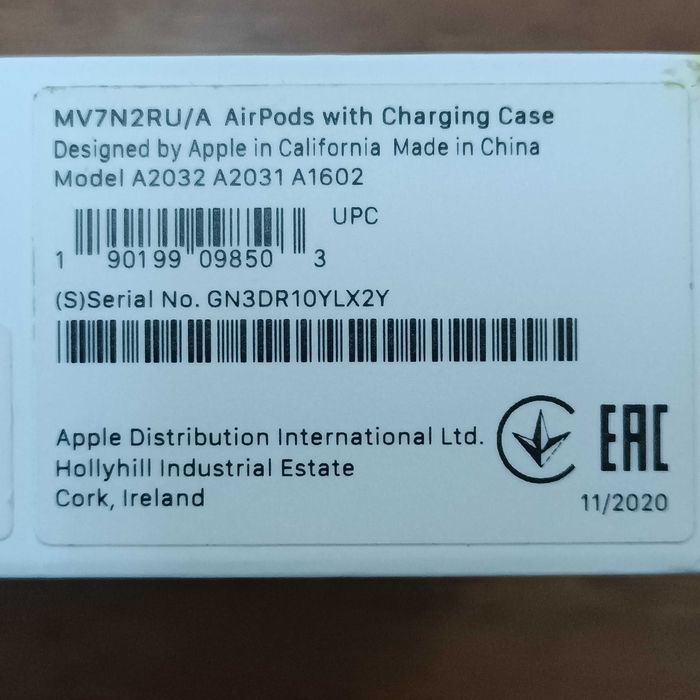 MV7N2RU/A AirPods with Charging Case
Designed by Apple in California Made in China
Model A2032 A2031 A1602
UPC
1 90199 09850 3
(S)Serial No. GN3DR10YLX2Y
Apple Distribution International Ltd.
Hollyhill Industrial Estate
Cork, Ireland
EAC
11/2020